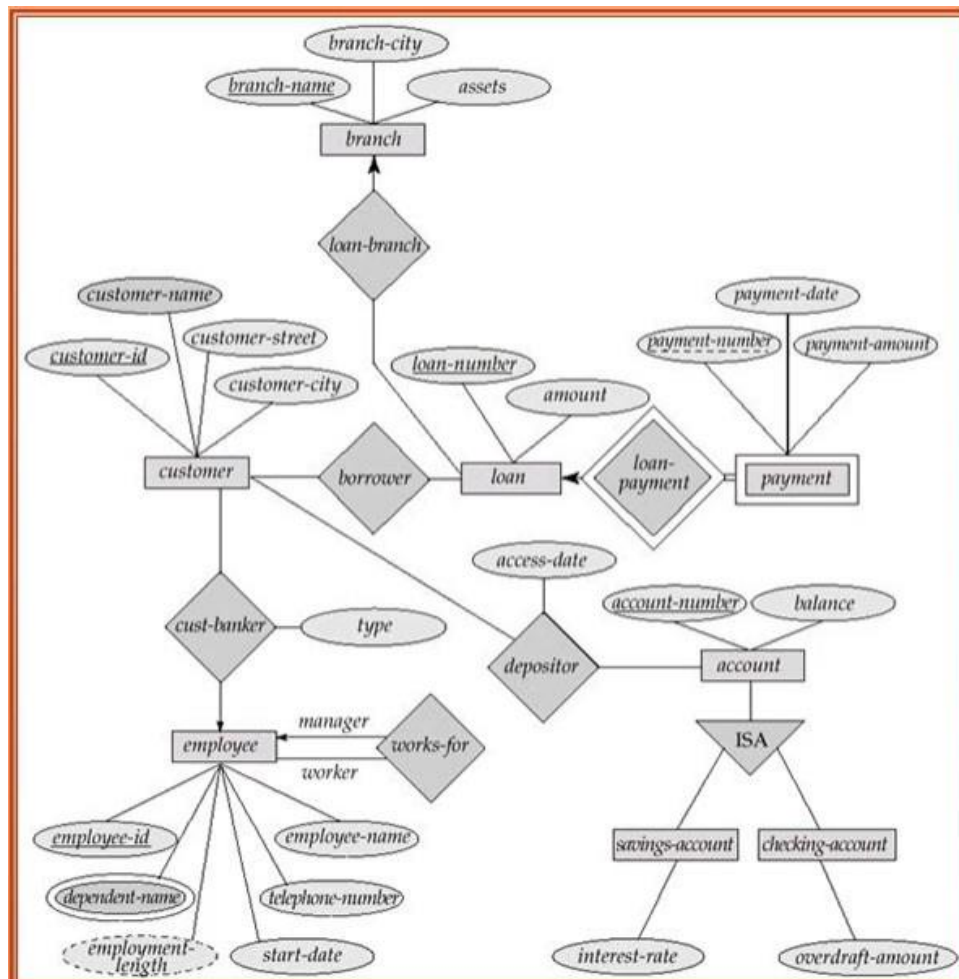 branch-city
branch-name
assets
branch
loan-branch
customer-name
customer-street
customer-id
customer-city
loan-number
amount
payment-date
payment-number
payment-amount
customer
borrower
loan
loan-
payment
payment
access-date
account-number
balance
cust-banker
type
depositor
account
manager
employee
works-for
worker
ISA
employee-id
employee-name
savings-account
checking-account
dependent-name
telephone-number
employment-
length
start-date
interest-rate
overdraft-amount